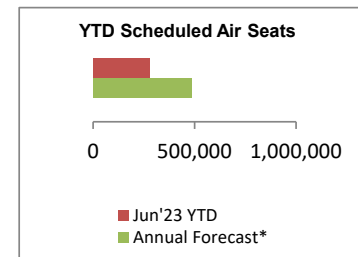 YTD Scheduled Air Seats
0 500,000 1,000,000
Jun'23 YTD
Annual Forecast*